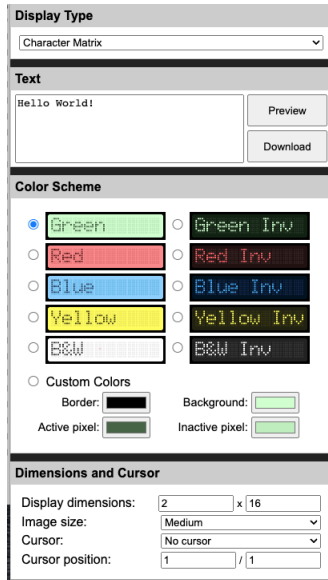 Display Type
Character Matrix
Text
Hello World!
Preview
Download
Color Scheme
Green Green Inv
Red Red Inv
Blue Blue Inv
Yellow Yellow Inv
B&W B&W Inv
Custom Colors
Border: Background:
Active pixel: Inactive pixel:
Dimensions and Cursor
Display dimensions: 2 x 16
Image size: Medium
Cursor: No cursor
Cursor position: 1 / 1